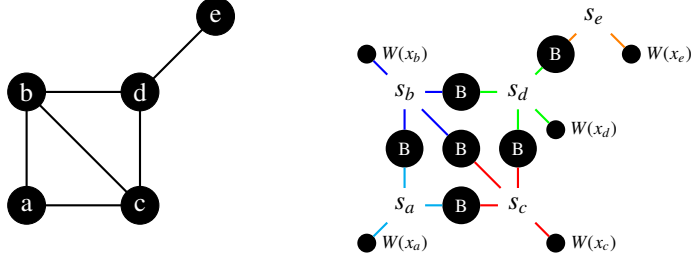 e
b d
a c
s_e
W(x_b) B W(x_e)
s_b B s_d
W(x_d)
B B B
s_a B s_c
W(x_a) W(x_c)